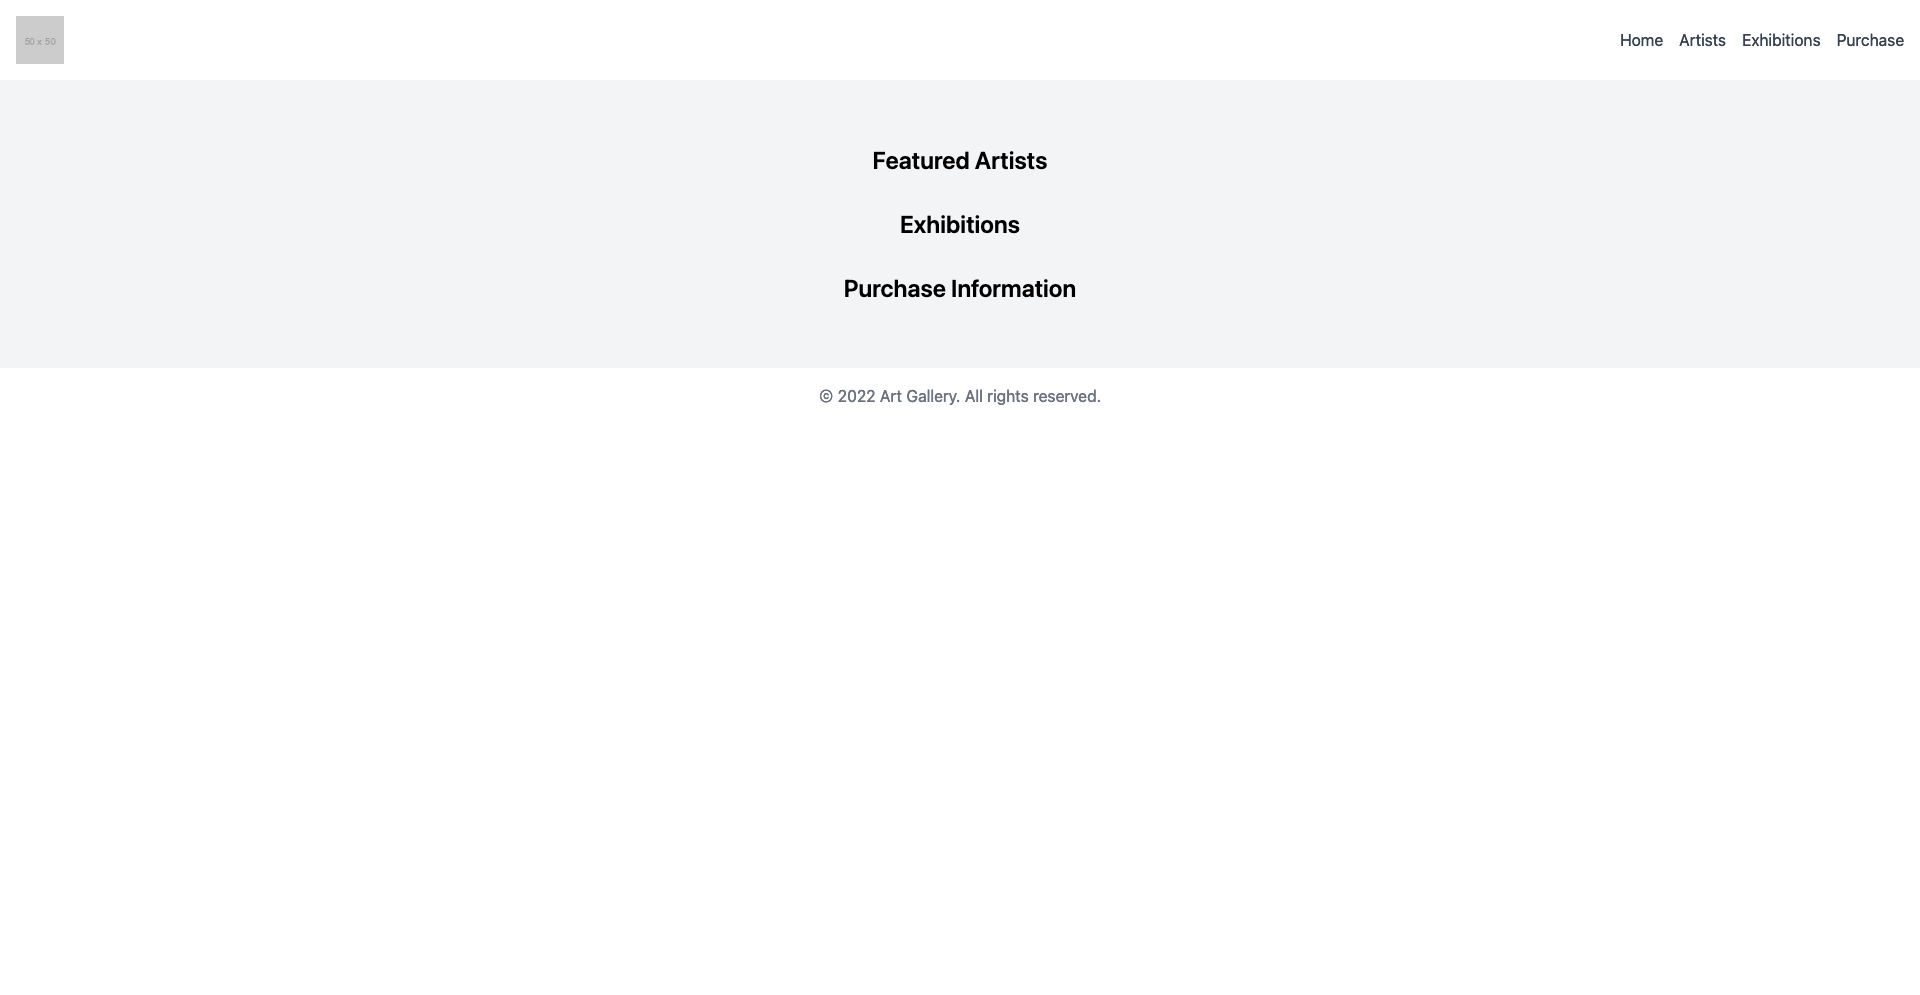 50 x 50
Home Artists Exhibitions Purchase
Featured Artists
Exhibitions
Purchase Information
© 2022 Art Gallery. All rights reserved.